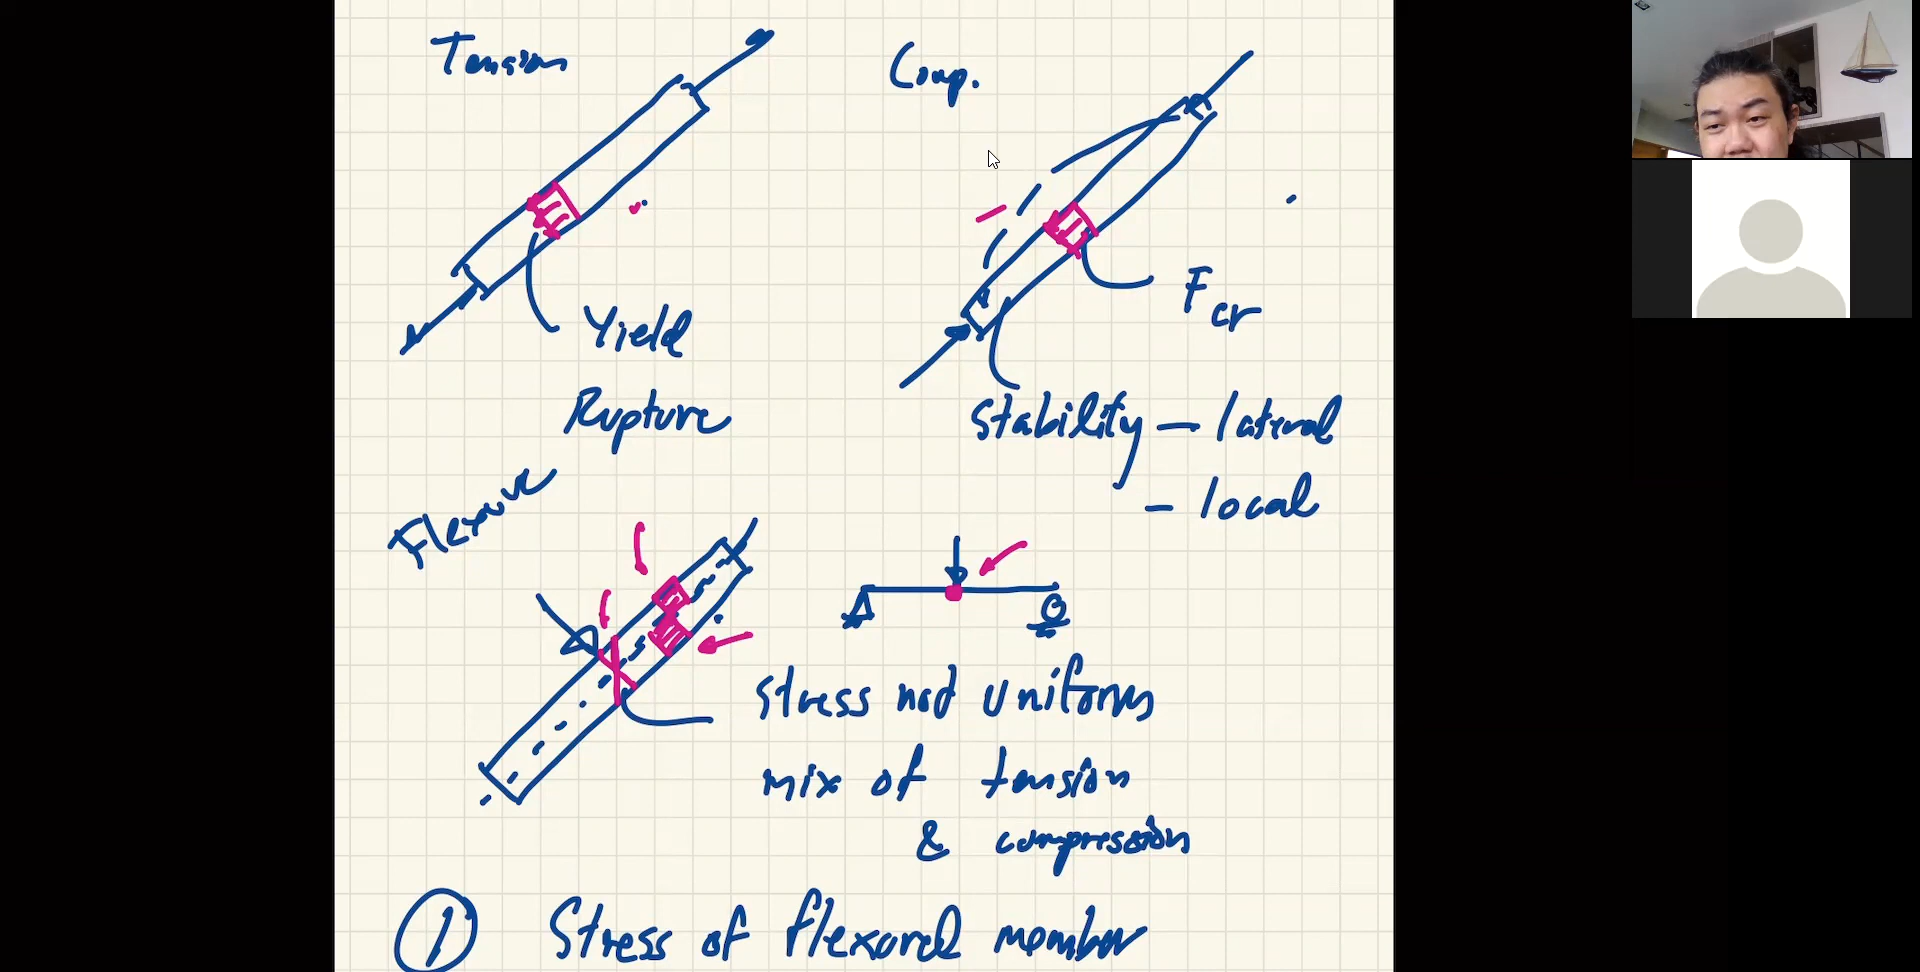 Tension
Comp.
Yield
Rupture
Fcr
Stability - lateral
- local
Flexure
Stress not uniform
mix of tension
& compression
① Stress of flexural member